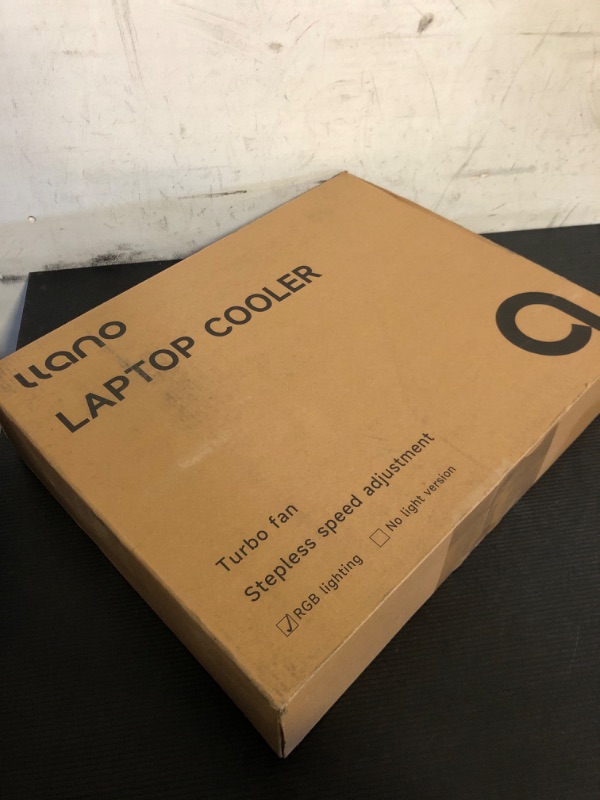 llano
LAPTOP COOLER
Turbo fan
Stepless speed adjustment
RGB lighting
No light version